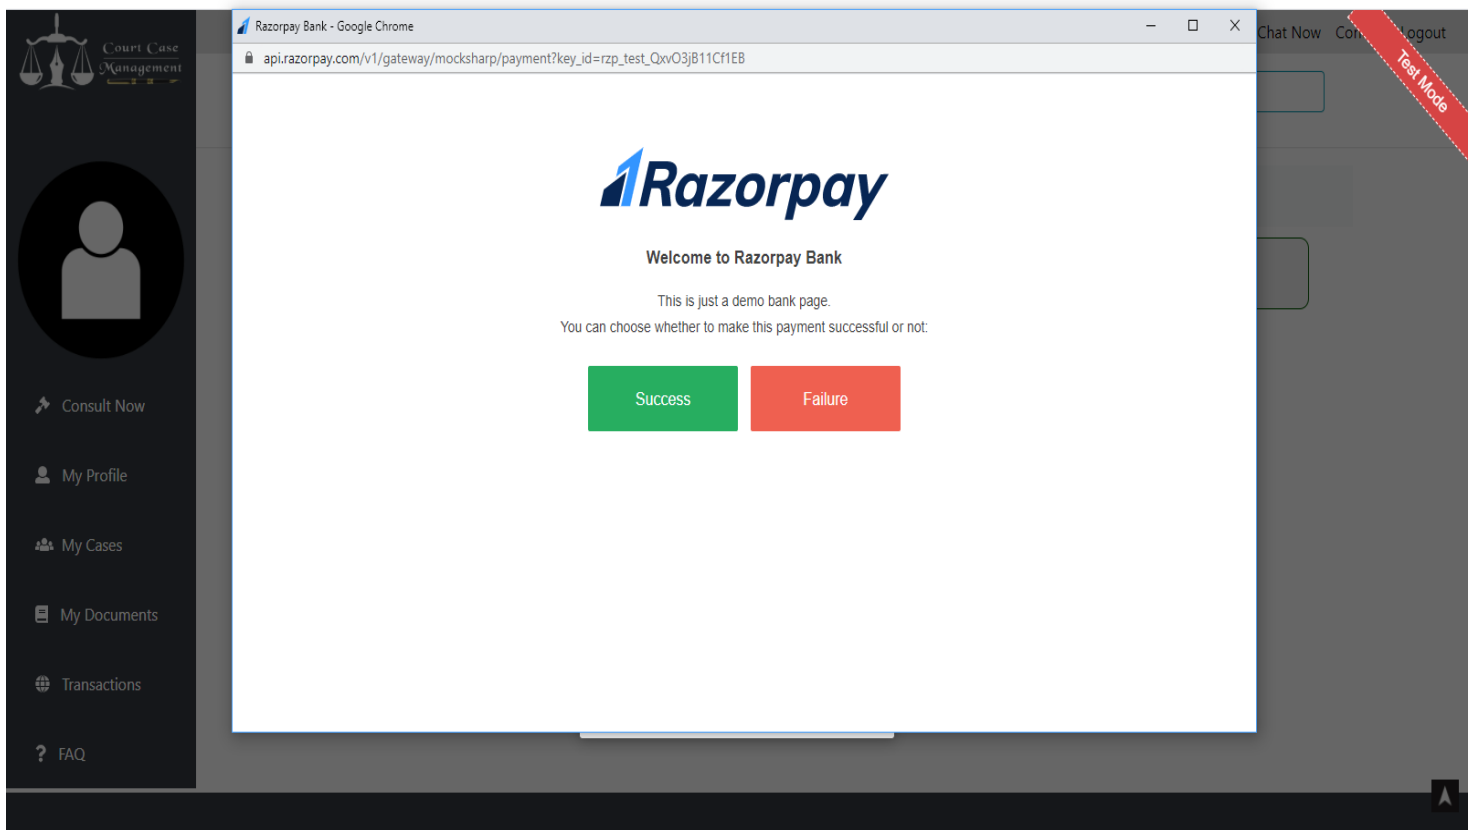 Razorpay Bank - Google Chrome
api.razorpay.com/v1/gateway/mocksharp/payment?key_id=rzp_test_QxvO3jB11Cf1EB
Court Case
Management
Chat Now
Logout
Test Mode
Razorpay
Welcome to Razorpay Bank
This is just a demo bank page.
You can choose whether to make this payment successful or not:
Success
Failure
Consult Now
My Profile
My Cases
My Documents
Transactions
? FAQ